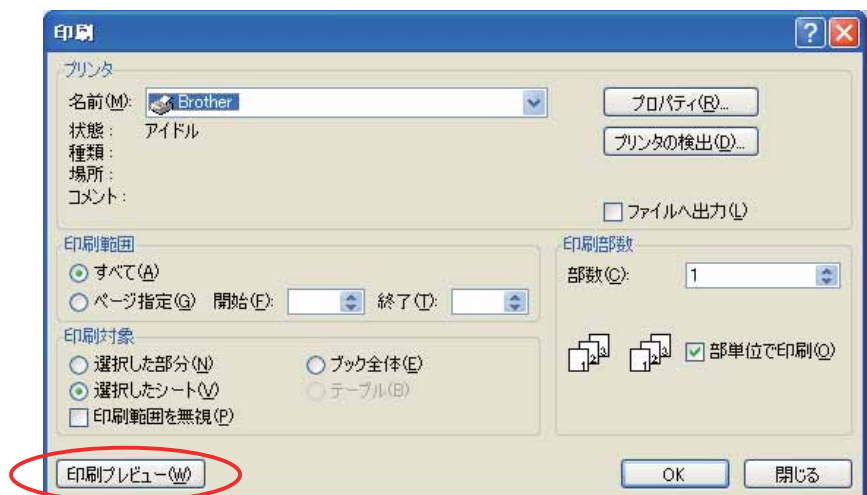 印刷
プリンタ
名前(M): Brother
プロパティ(R)...
状態： アイドル
プリンタの検出(D)...
種類：
場所：
コメント：
ファイルへ出力(L)
印刷範囲
すべて(A)
ページ指定(G) 開始(F): 終了(T):
印刷部数
部数(C): 1
1 2 3 1 2 3 部単位で印刷(O)
印刷対象
選択した部分(N) ブック全体(E)
選択したシート(V) テーブル(B)
印刷範囲を無視(P)
印刷プレビュー(W) OK 閉じる